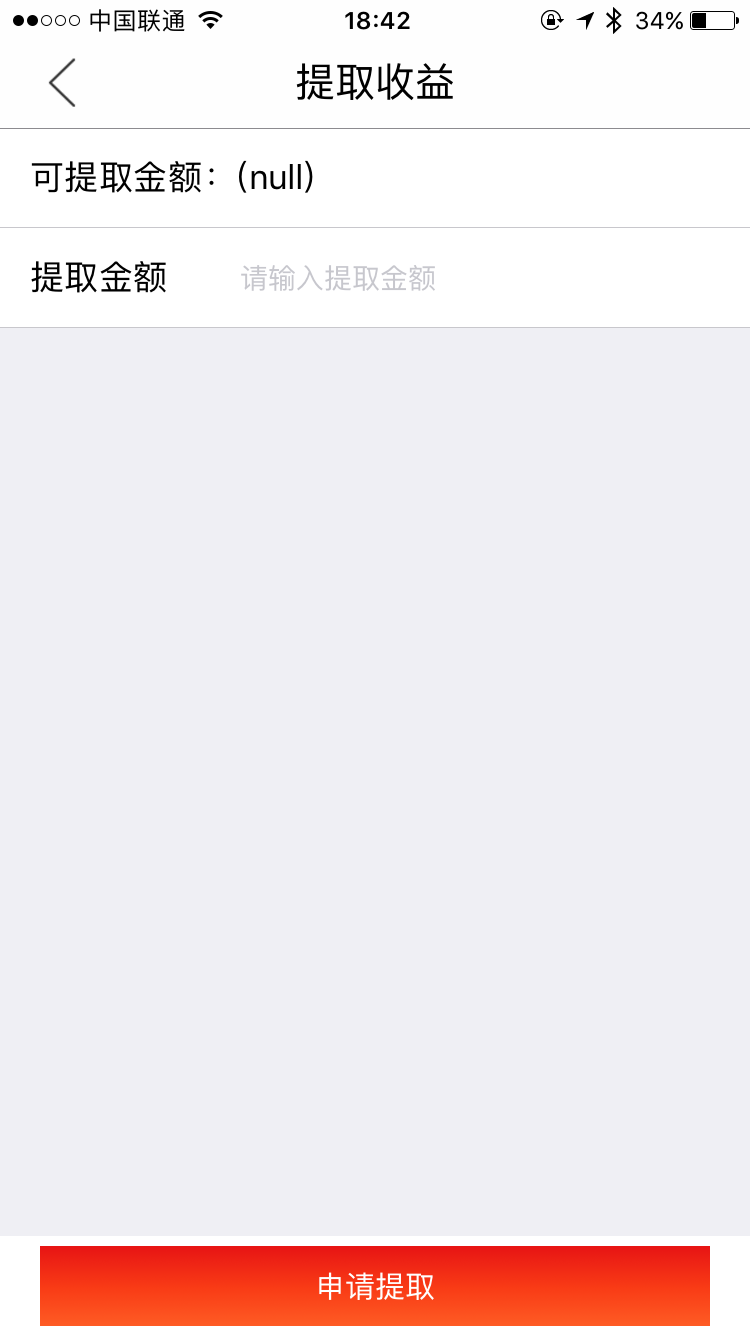 中国联通 18:42 34%
提取收益
可提取金额：(null)
提取金额 请输入提取金额
申请提取